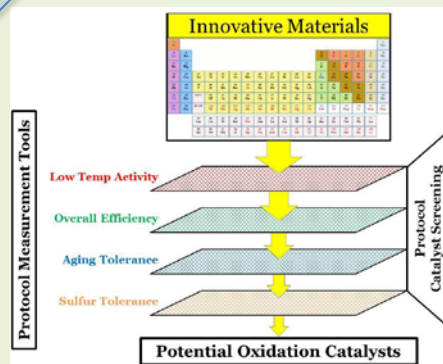 Innovative Materials
Protocol Measurement Tools
Low Temp Activity
Overall Efficiency
Aging Tolerance
Sulfur Tolerance
Protocol
Catalyst Screening
Potential Oxidation Catalysts